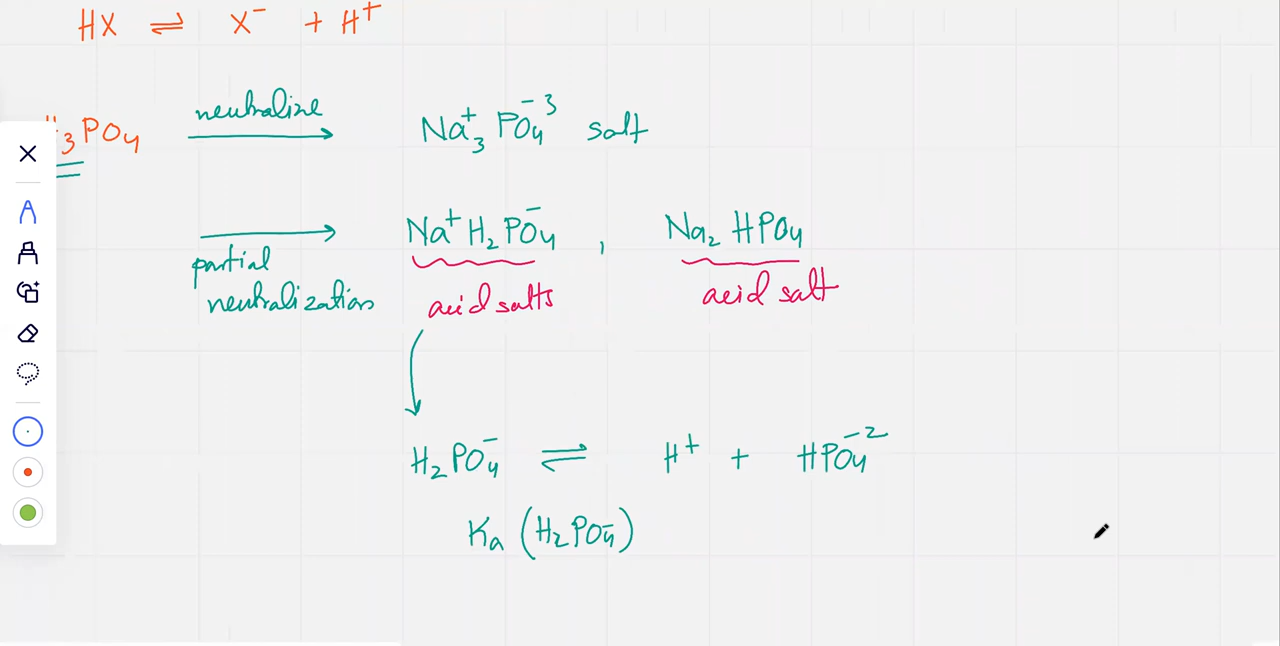 HX ⇌ X⁻ + H⁺
neutralize
H₃PO₄ → Na⁺₃ PO₄⁻³ salt
→ Na⁺ H₂PO₄⁻ , Na₂ HPO₄
partial
neutralization
acid salts acid salt
H₂PO₄⁻ ⇌ H⁺ + HPO₄⁻²
Ka (H₂PO₄⁻)